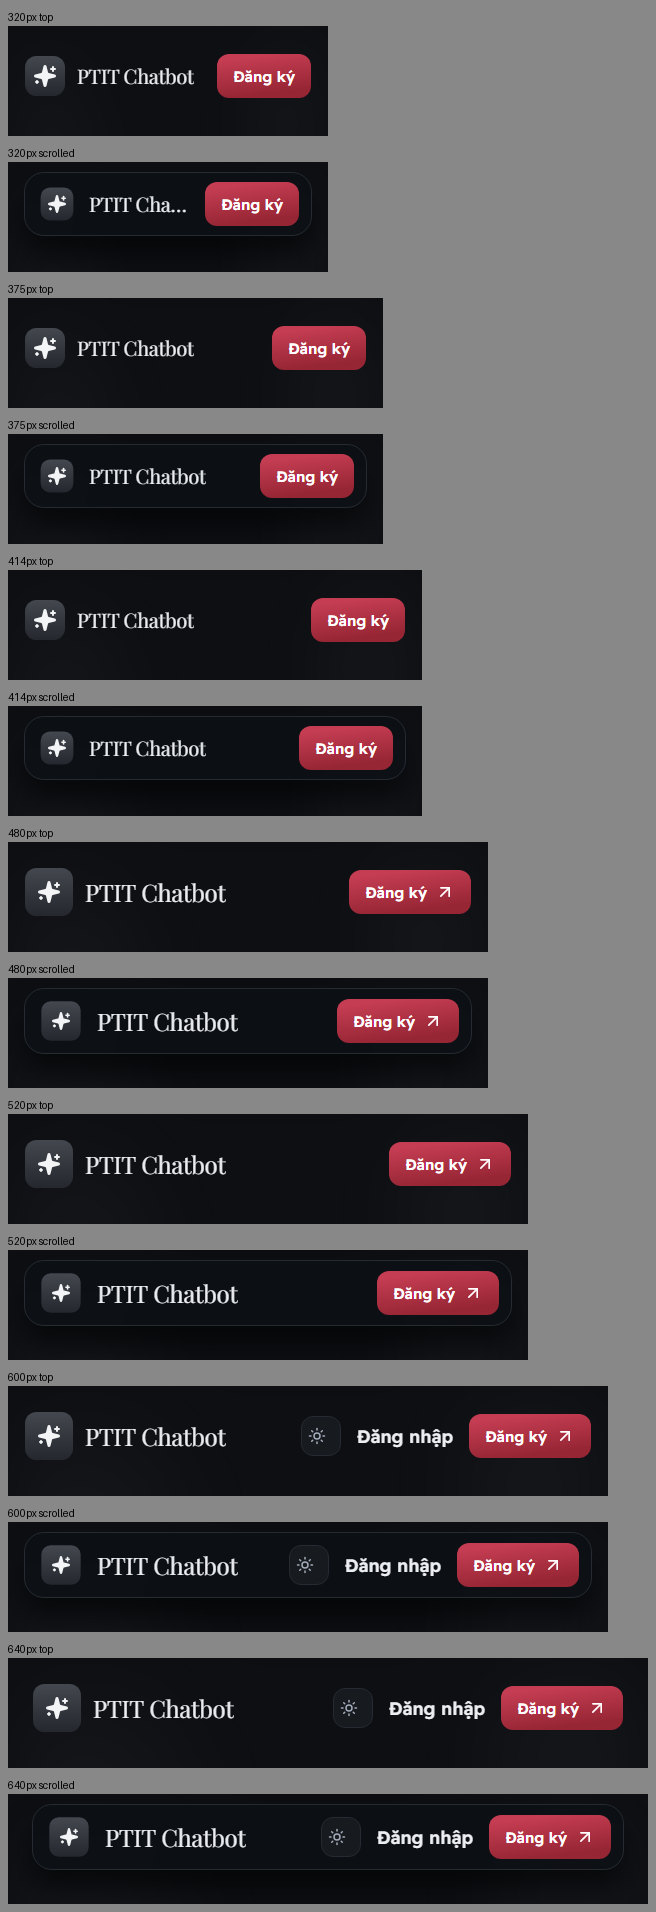 320px top
PTIT Chatbot Đăng ký
320px scrolled
PTIT Cha... Đăng ký
375px top
PTIT Chatbot Đăng ký
375px scrolled
PTIT Chatbot Đăng ký
414px top
PTIT Chatbot Đăng ký
414px scrolled
PTIT Chatbot Đăng ký
480px top
PTIT Chatbot Đăng ký
480px scrolled
PTIT Chatbot Đăng ký
520px top
PTIT Chatbot Đăng ký
520px scrolled
PTIT Chatbot Đăng ký
600px top
PTIT Chatbot Đăng nhập Đăng ký
600px scrolled
PTIT Chatbot Đăng nhập Đăng ký
640px top
PTIT Chatbot Đăng nhập Đăng ký
640px scrolled
PTIT Chatbot Đăng nhập Đăng ký